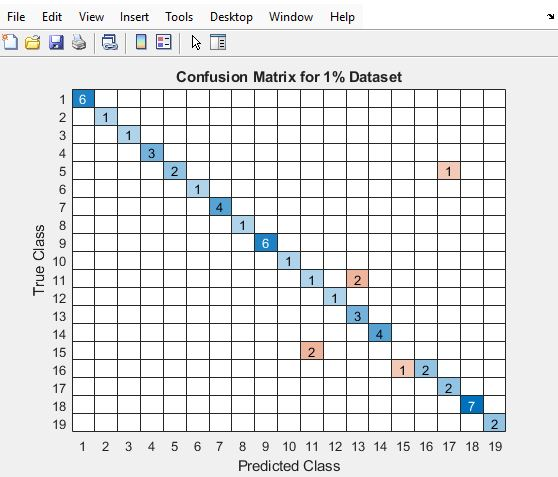 File Edit View Insert Tools Desktop Window Help
Confusion Matrix for 1% Dataset
True Class
1 6
2 1
3 1
4 3
5 2 1
6 1
7 4
8 1
9 6
10 1
11 1 2
12 1
13 3
14 4
15 2
16 1 2
17 2
18 7
19 2
1 2 3 4 5 6 7 8 9 10 11 12 13 14 15 16 17 18 19
Predicted Class